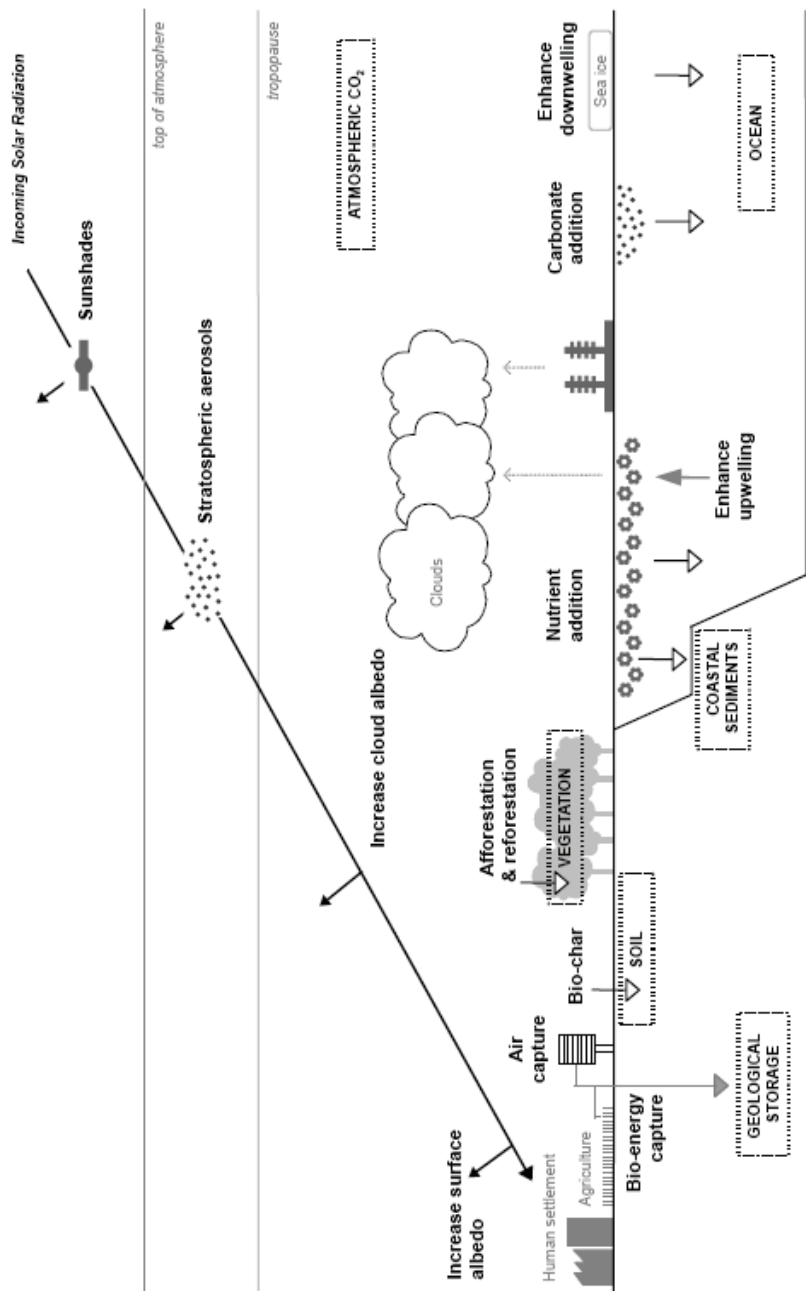 Incoming Solar Radiation
top of atmosphere
tropopause
Sunshades
Stratospheric aerosols
ATMOSPHERIC CO₂
Increase cloud albedo
Clouds
Increase surface
albedo
Human settlement
Agriculture
Bio-energy
capture
Air
capture
GEOLOGICAL
STORAGE
Bio-char
SOIL
Afforestation
& reforestation
VEGETATION
COASTAL
SEDIMENTS
Nutrient
addition
Enhance
upwelling
Carbonate
addition
Enhance
downwelling
Sea ice
OCEAN